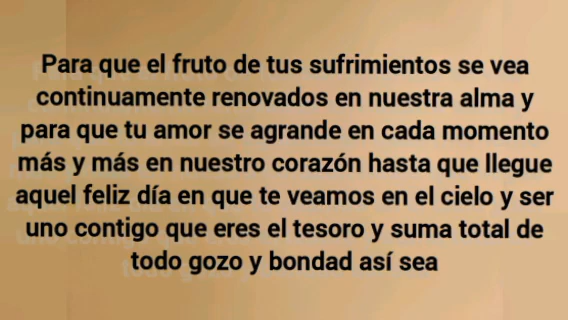 Para que el fruto de tus sufrimientos se vea
continuamente renovados en nuestra alma y
para que tu amor se agrande en cada momento
más y más en nuestro corazón hasta que llegue
aquel feliz día en que te veamos en el cielo y ser
uno contigo que eres el tesoro y suma total de
todo gozo y bondad así sea